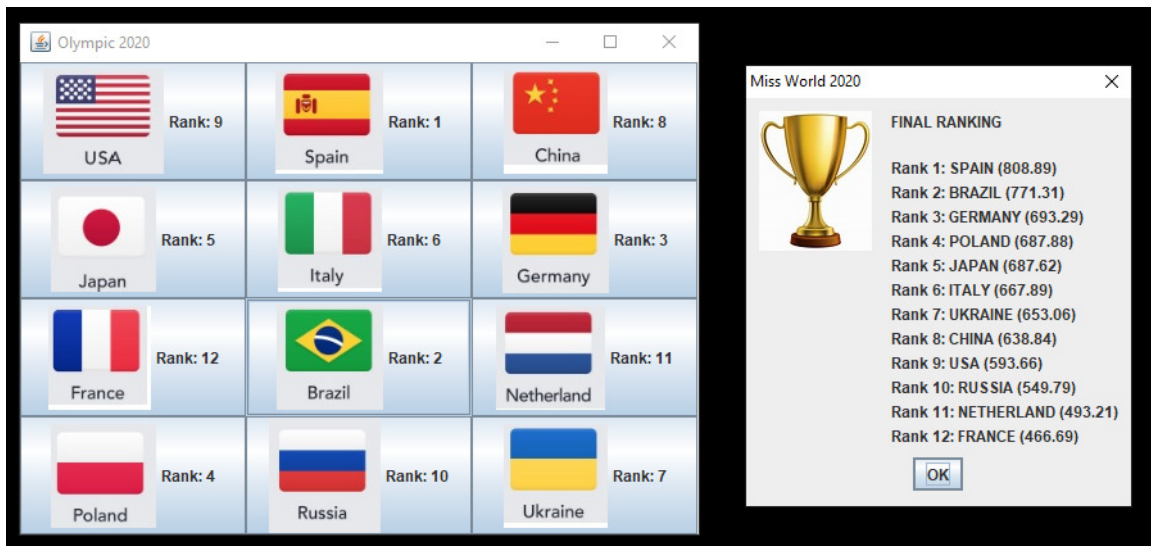 Olympic 2020
USA
Rank: 9
Spain
Rank: 1
China
Rank: 8
Japan
Rank: 5
Italy
Rank: 6
Germany
Rank: 3
France
Rank: 12
Brazil
Rank: 2
Netherland
Rank: 11
Poland
Rank: 4
Russia
Rank: 10
Ukraine
Rank: 7
Miss World 2020
FINAL RANKING
Rank 1: SPAIN (808.89)
Rank 2: BRAZIL (771.31)
Rank 3: GERMANY (693.29)
Rank 4: POLAND (687.88)
Rank 5: JAPAN (687.62)
Rank 6: ITALY (667.89)
Rank 7: UKRAINE (653.06)
Rank 8: CHINA (638.84)
Rank 9: USA (593.66)
Rank 10: RUSSIA (549.79)
Rank 11: NETHERLAND (493.21)
Rank 12: FRANCE (466.69)
OK